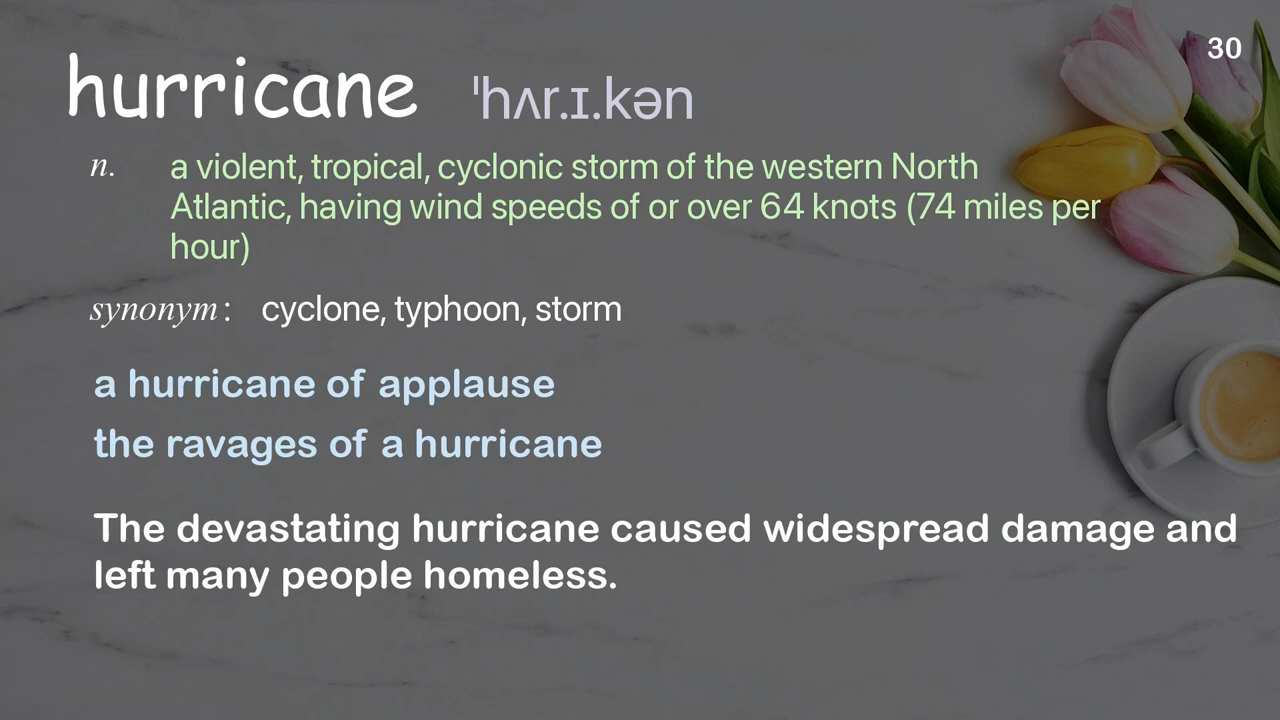 30
hurricane ˈhʌr.ɪ.kən
n. a violent, tropical, cyclonic storm of the western North
Atlantic, having wind speeds of or over 64 knots (74 miles per
hour)
synonym: cyclone, typhoon, storm
a hurricane of applause
the ravages of a hurricane
The devastating hurricane caused widespread damage and
left many people homeless.